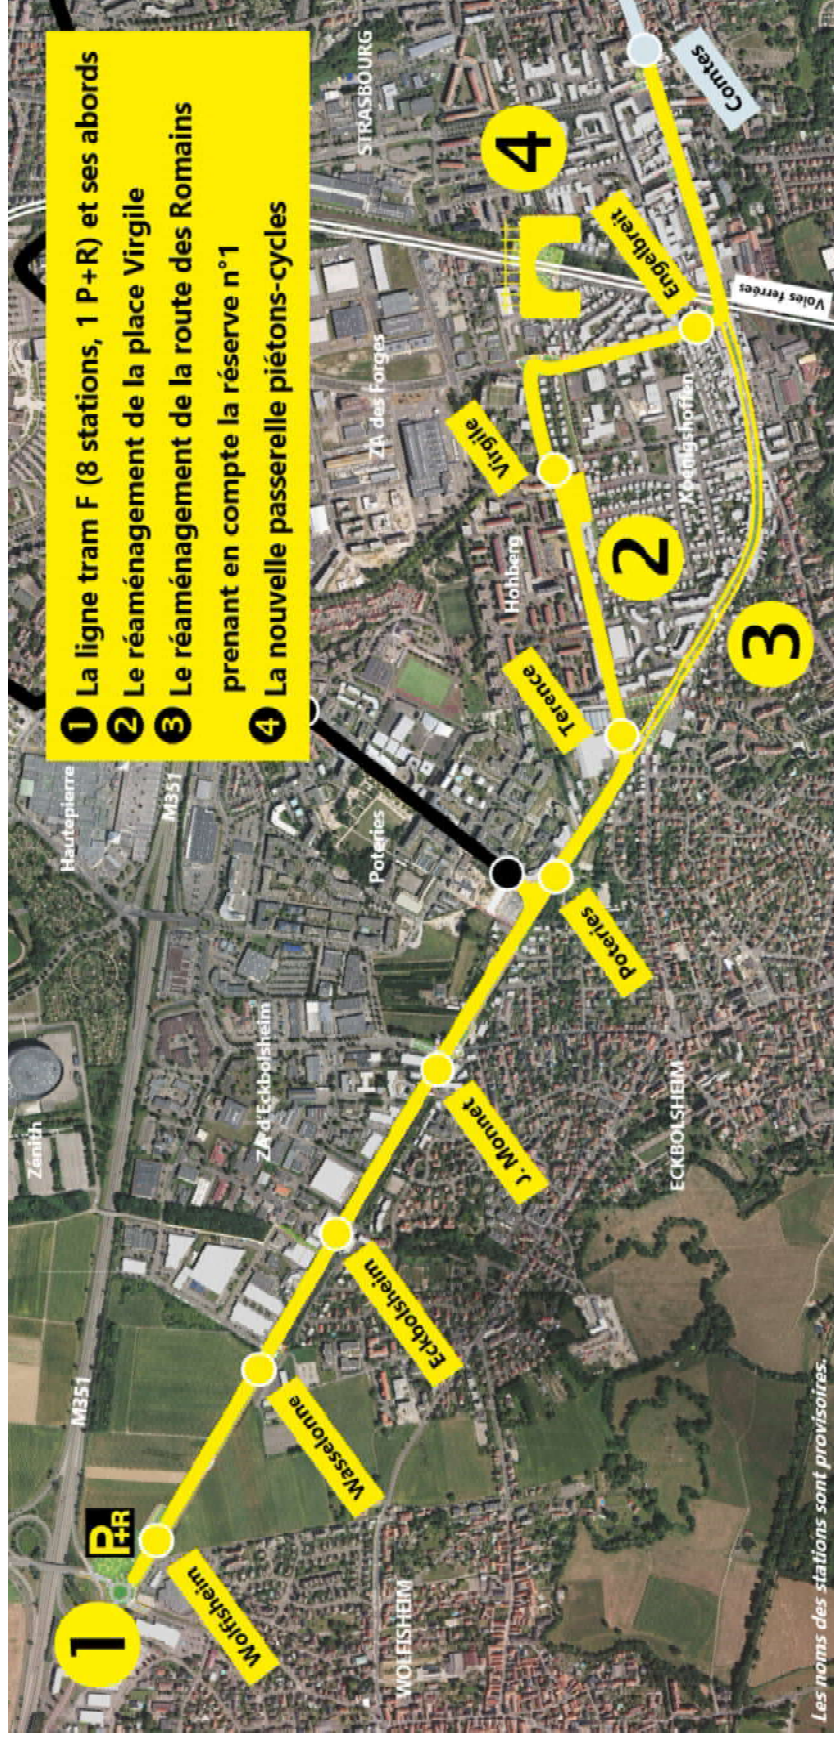 1 La ligne tram F (8 stations, 1 P+R) et ses abords
2 Le réaménagement de la place Virgile
3 Le réaménagement de la route des Romains
prenant en compte la réserve n°1
4 La nouvelle passerelle piétons-cycles
STRASBOURG
Comtes
4
Engelbreit
Voies ferrées
ZA des Forges
Virgile
Koenigshoffen
Hohberg
2
3
Terence
Hautepierre
M351
Poteries
Poteries
Zénith
ZA d'Eckbolsheim
J. Monnet
ECKBOLSHEIM
Eckbolsheim
M351
Wasselonne
P+R
1
Wolfisheim
WOLFISHEIM
Les noms des stations sont provisoires.